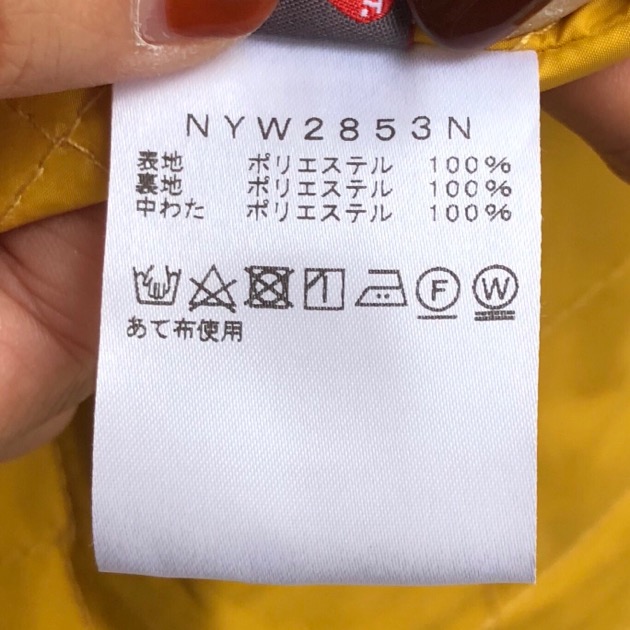 T.
NYW2853N
表地 ポリエステル 100%
裏地 ポリエステル 100%
中わた ポリエステル 100%
F W
あて布使用